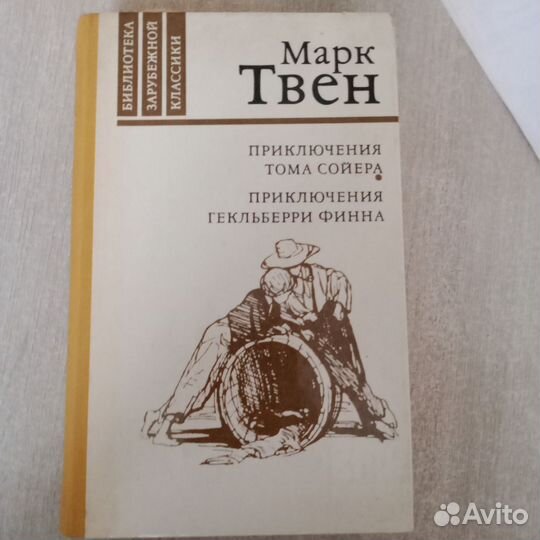 БИБЛИОТЕКА
ЗАРУБЕЖНОЙ
КЛАССИКИ
Марк
Твен
ПРИКЛЮЧЕНИЯ
ТОМА СОЙЕРА
ПРИКЛЮЧЕНИЯ
ГЕКЛЬБЕРРИ ФИННА
Avito